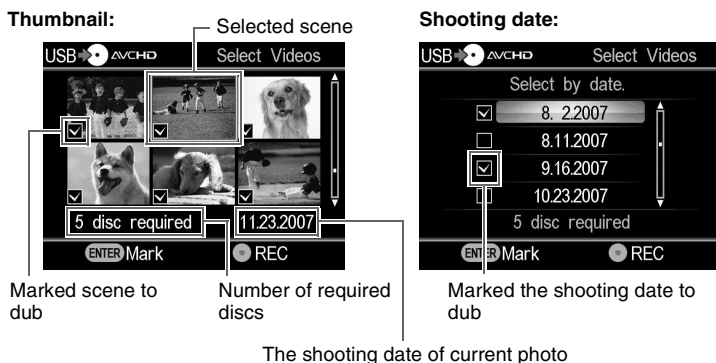 Thumbnail:
Selected scene
USB AVCHD Select Videos
5 disc required 11.23.2007
ENTER Mark REC
Marked scene to
dub
Number of required
discs
The shooting date of current photo
Shooting date:
USB AVCHD Select Videos
Select by date.
8. 2.2007
8.11.2007
9.16.2007
10.23.2007
5 disc required
ENTER Mark REC
Marked the shooting date to
dub